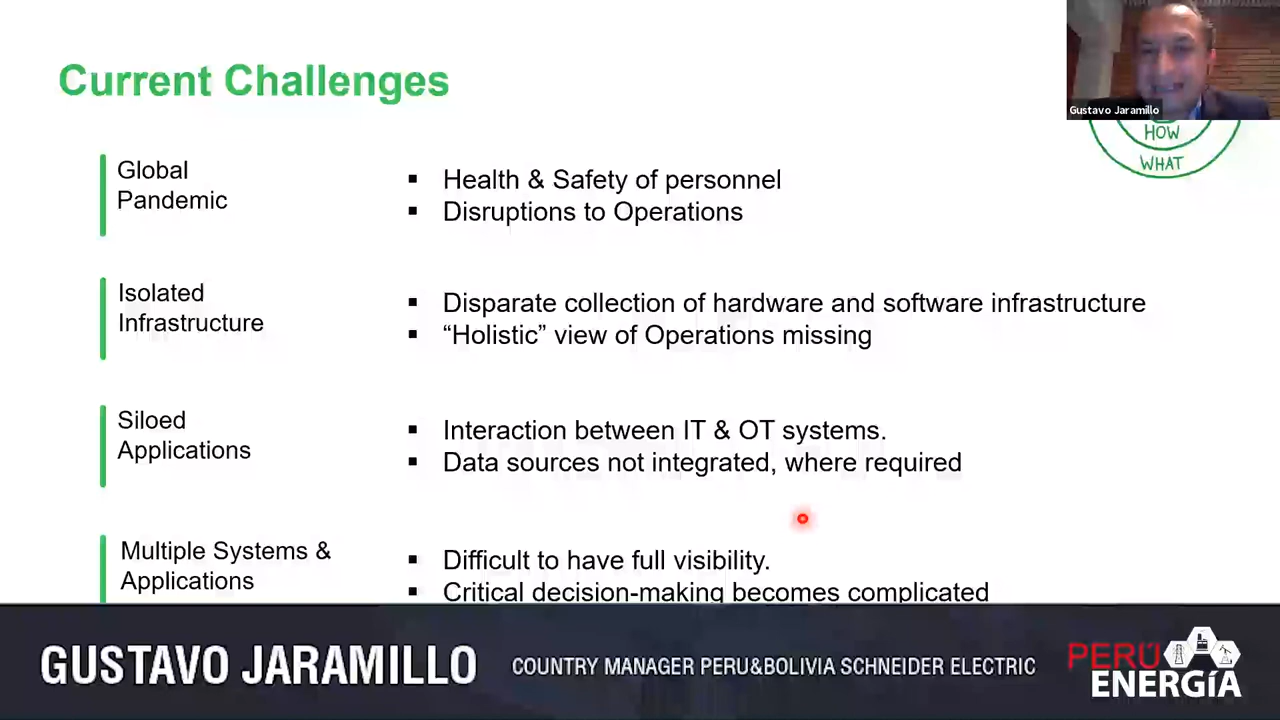 Current Challenges
Gustavo Jaramillo
HOW
WHAT
Global
Pandemic
▪ Health & Safety of personnel
▪ Disruptions to Operations
Isolated
Infrastructure
▪ Disparate collection of hardware and software infrastructure
▪ “Holistic” view of Operations missing
Siloed
Applications
▪ Interaction between IT & OT systems.
▪ Data sources not integrated, where required
Multiple Systems &
Applications
▪ Difficult to have full visibility.
▪ Critical decision-making becomes complicated
GUSTAVO JARAMILLO
COUNTRY MANAGER PERU&BOLIVIA SCHNEIDER ELECTRIC
PERÚ
ENERGÍA